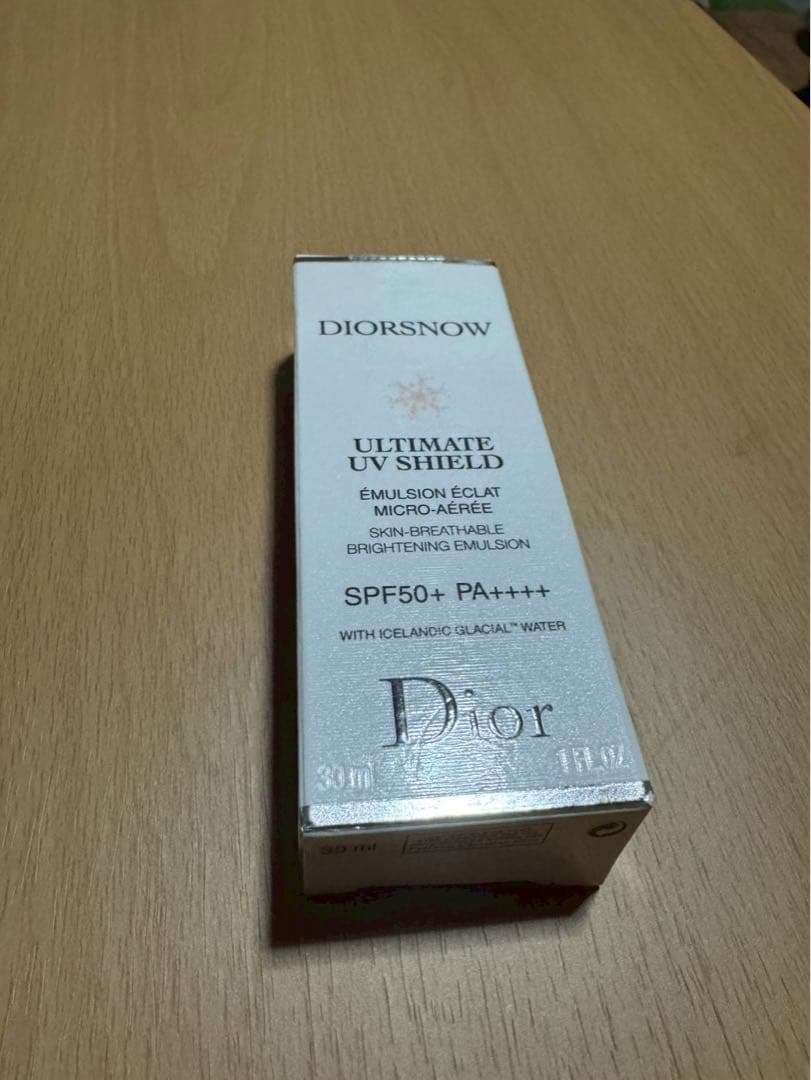 DIORSNOW
ULTIMATE
UV SHIELD
ÉMULSION ÉCLAT
MICRO-AÉRÉE
SKIN-BREATHABLE
BRIGHTENING EMULSION
SPF50+ PA++++
WITH ICELANDIC GLACIAL™ WATER
Dior
30 ml 1 FL.OZ
30 ml